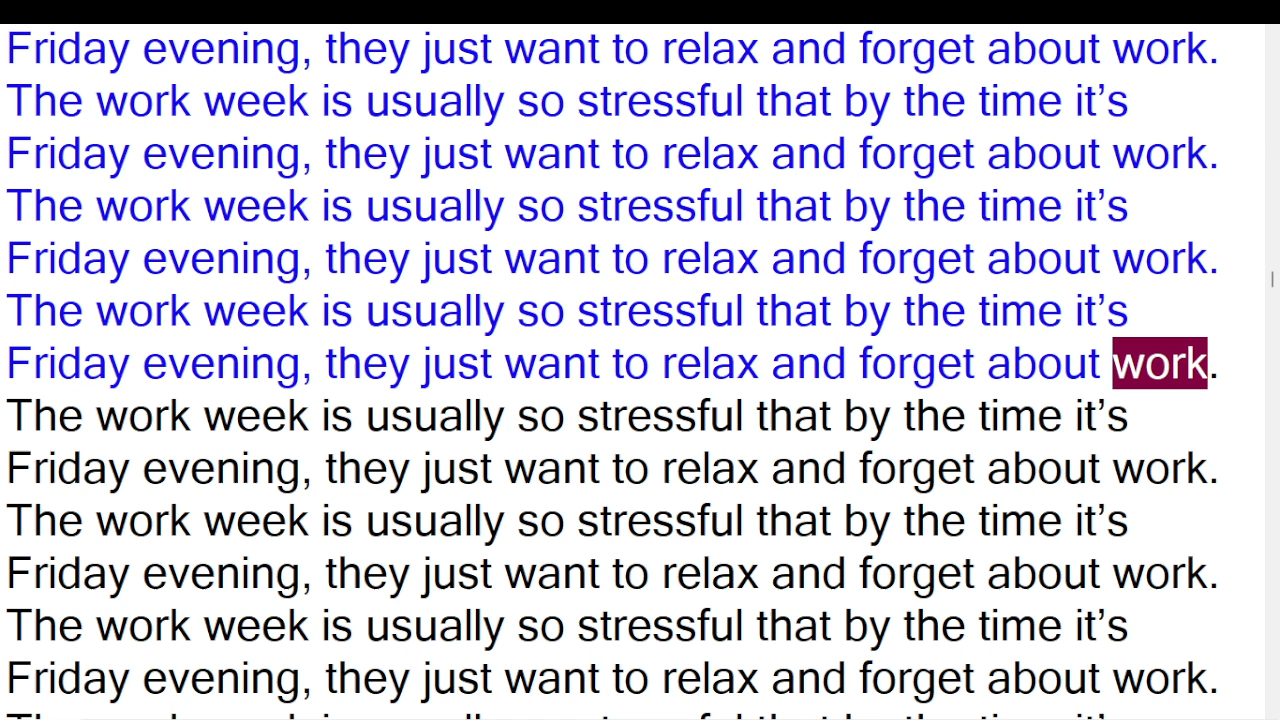 Friday evening, they just want to relax and forget about work.
The work week is usually so stressful that by the time it’s
Friday evening, they just want to relax and forget about work.
The work week is usually so stressful that by the time it’s
Friday evening, they just want to relax and forget about work.
The work week is usually so stressful that by the time it’s
Friday evening, they just want to relax and forget about work.
The work week is usually so stressful that by the time it’s
Friday evening, they just want to relax and forget about work.
The work week is usually so stressful that by the time it’s
Friday evening, they just want to relax and forget about work.
The work week is usually so stressful that by the time it’s
Friday evening, they just want to relax and forget about work.